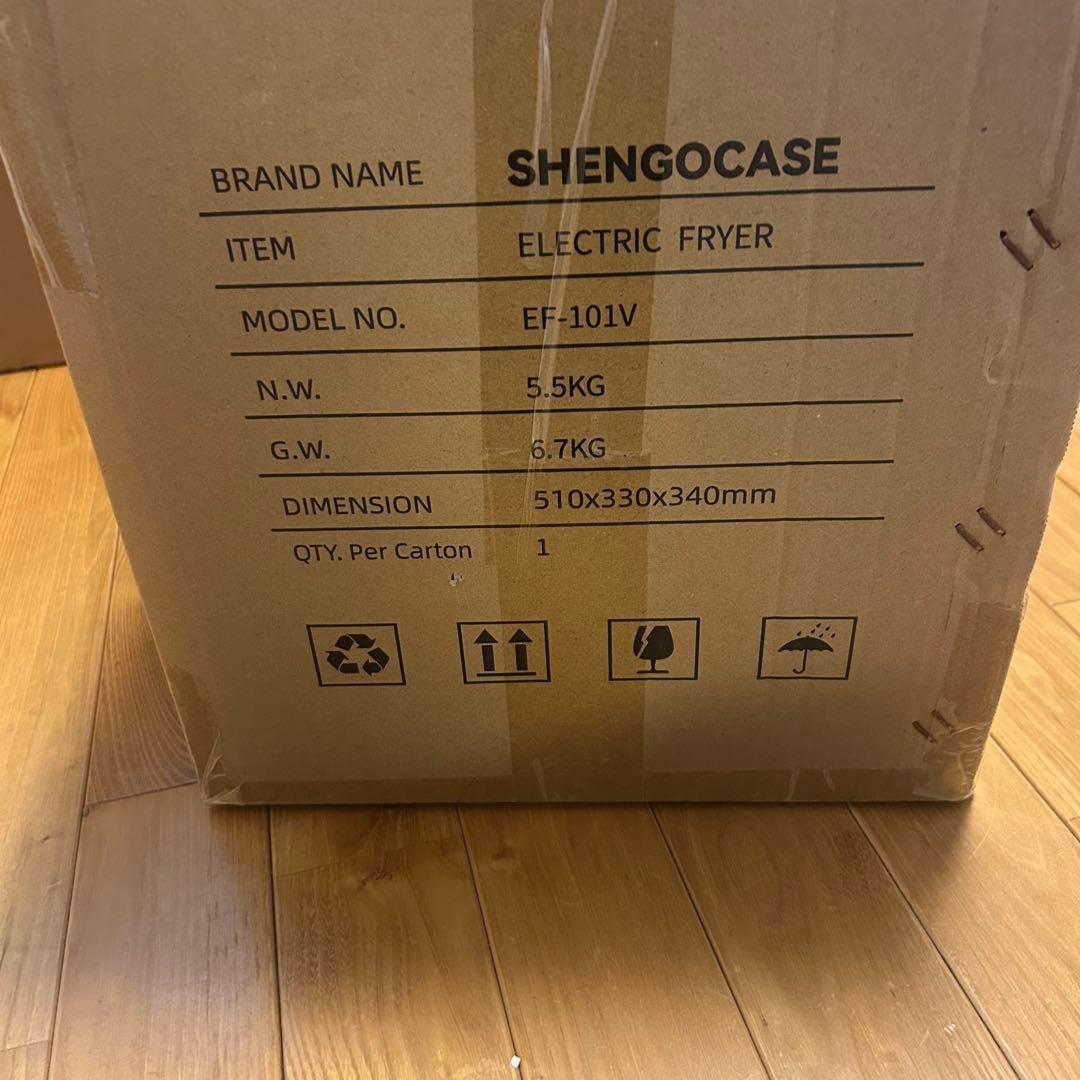 BRAND NAME SHENGOCASE
ITEM ELECTRIC FRYER
MODEL NO. EF-101V
N.W. 5.5KG
G.W. 6.7KG
DIMENSION 510x330x340mm
QTY. Per Carton 1